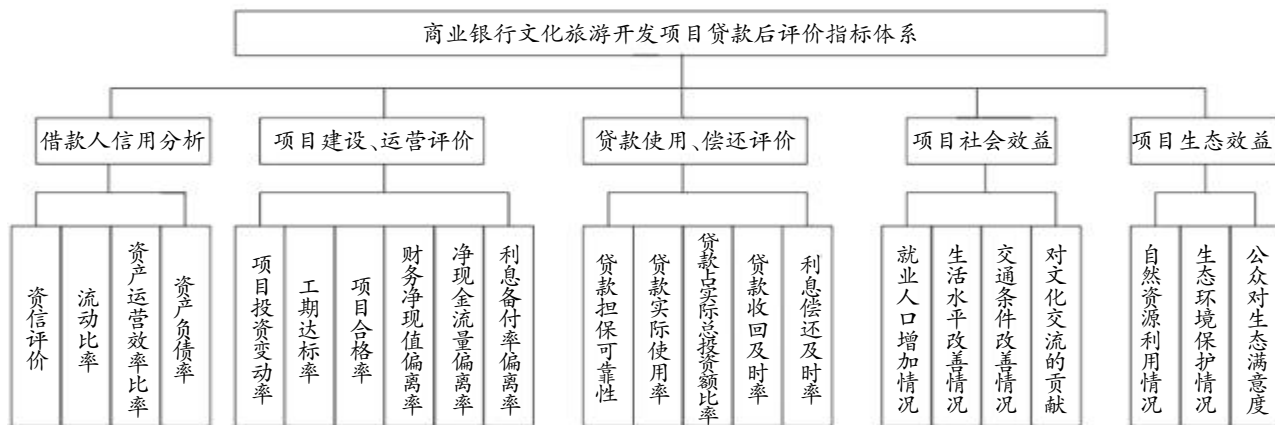 商业银行文化旅游开发项目贷款后评价指标体系
借款人信用分析
项目建设、运营评价
贷款使用、偿还评价
项目社会效益
项目生态效益
资信评价
流动比率
资产运营效率比率
资产负债率
项目投资变动率
工期达标率
项目合格率
财务净现值偏离率
净现金流量偏离率
利息备付率偏离率
贷款担保可靠性
贷款实际使用率
贷款占实际总投资额比率
贷款收回及时率
利息偿还及时率
就业人口增加情况
生活水平改善情况
交通条件改善情况
对文化交流的贡献
自然资源利用情况
生态环境保护情况
公众对生态满意度